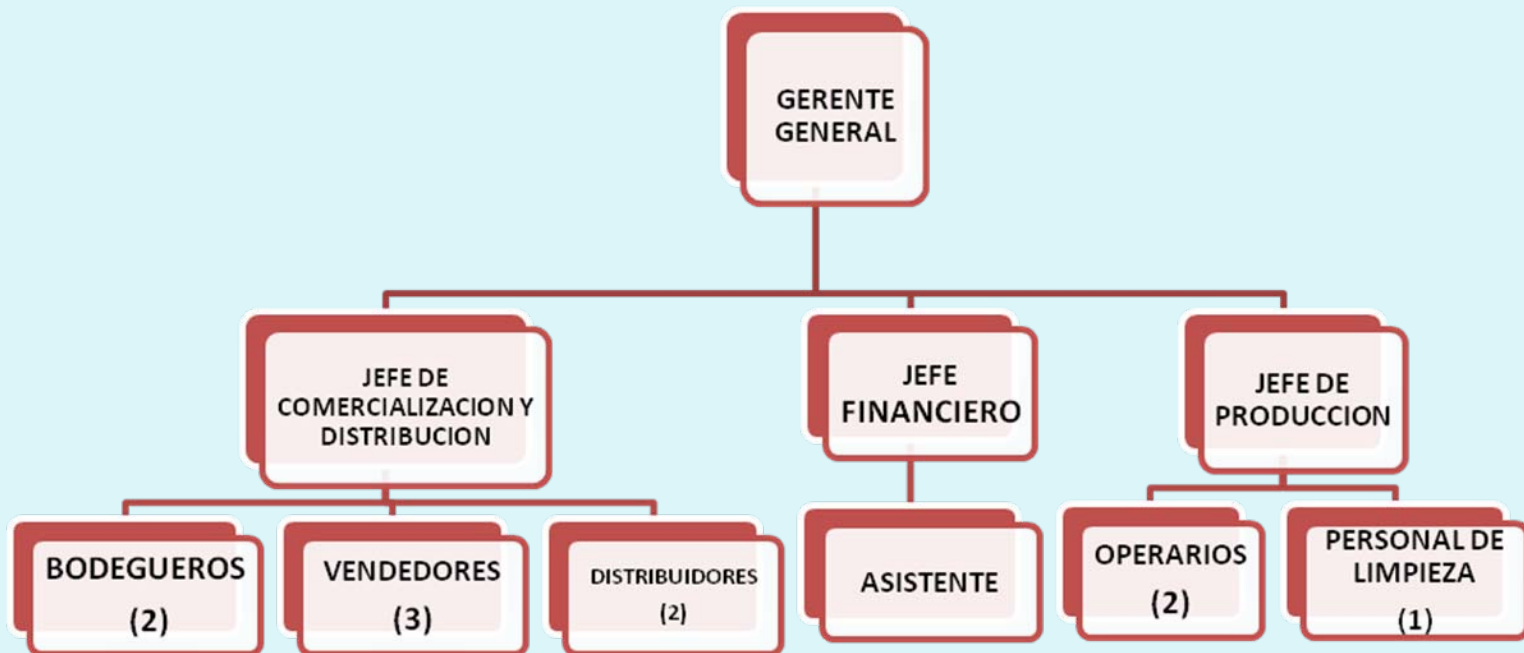 GERENTE
GENERAL
JEFE DE
COMERCIALIZACION Y
DISTRIBUCION
JEFE
FINANCIERO
JEFE DE
PRODUCCION
BODEGUEROS
(2)
VENDEDORES
(3)
DISTRIBUIDORES
(2)
ASISTENTE
OPERARIOS
(2)
PERSONAL DE
LIMPIEZA
(1)